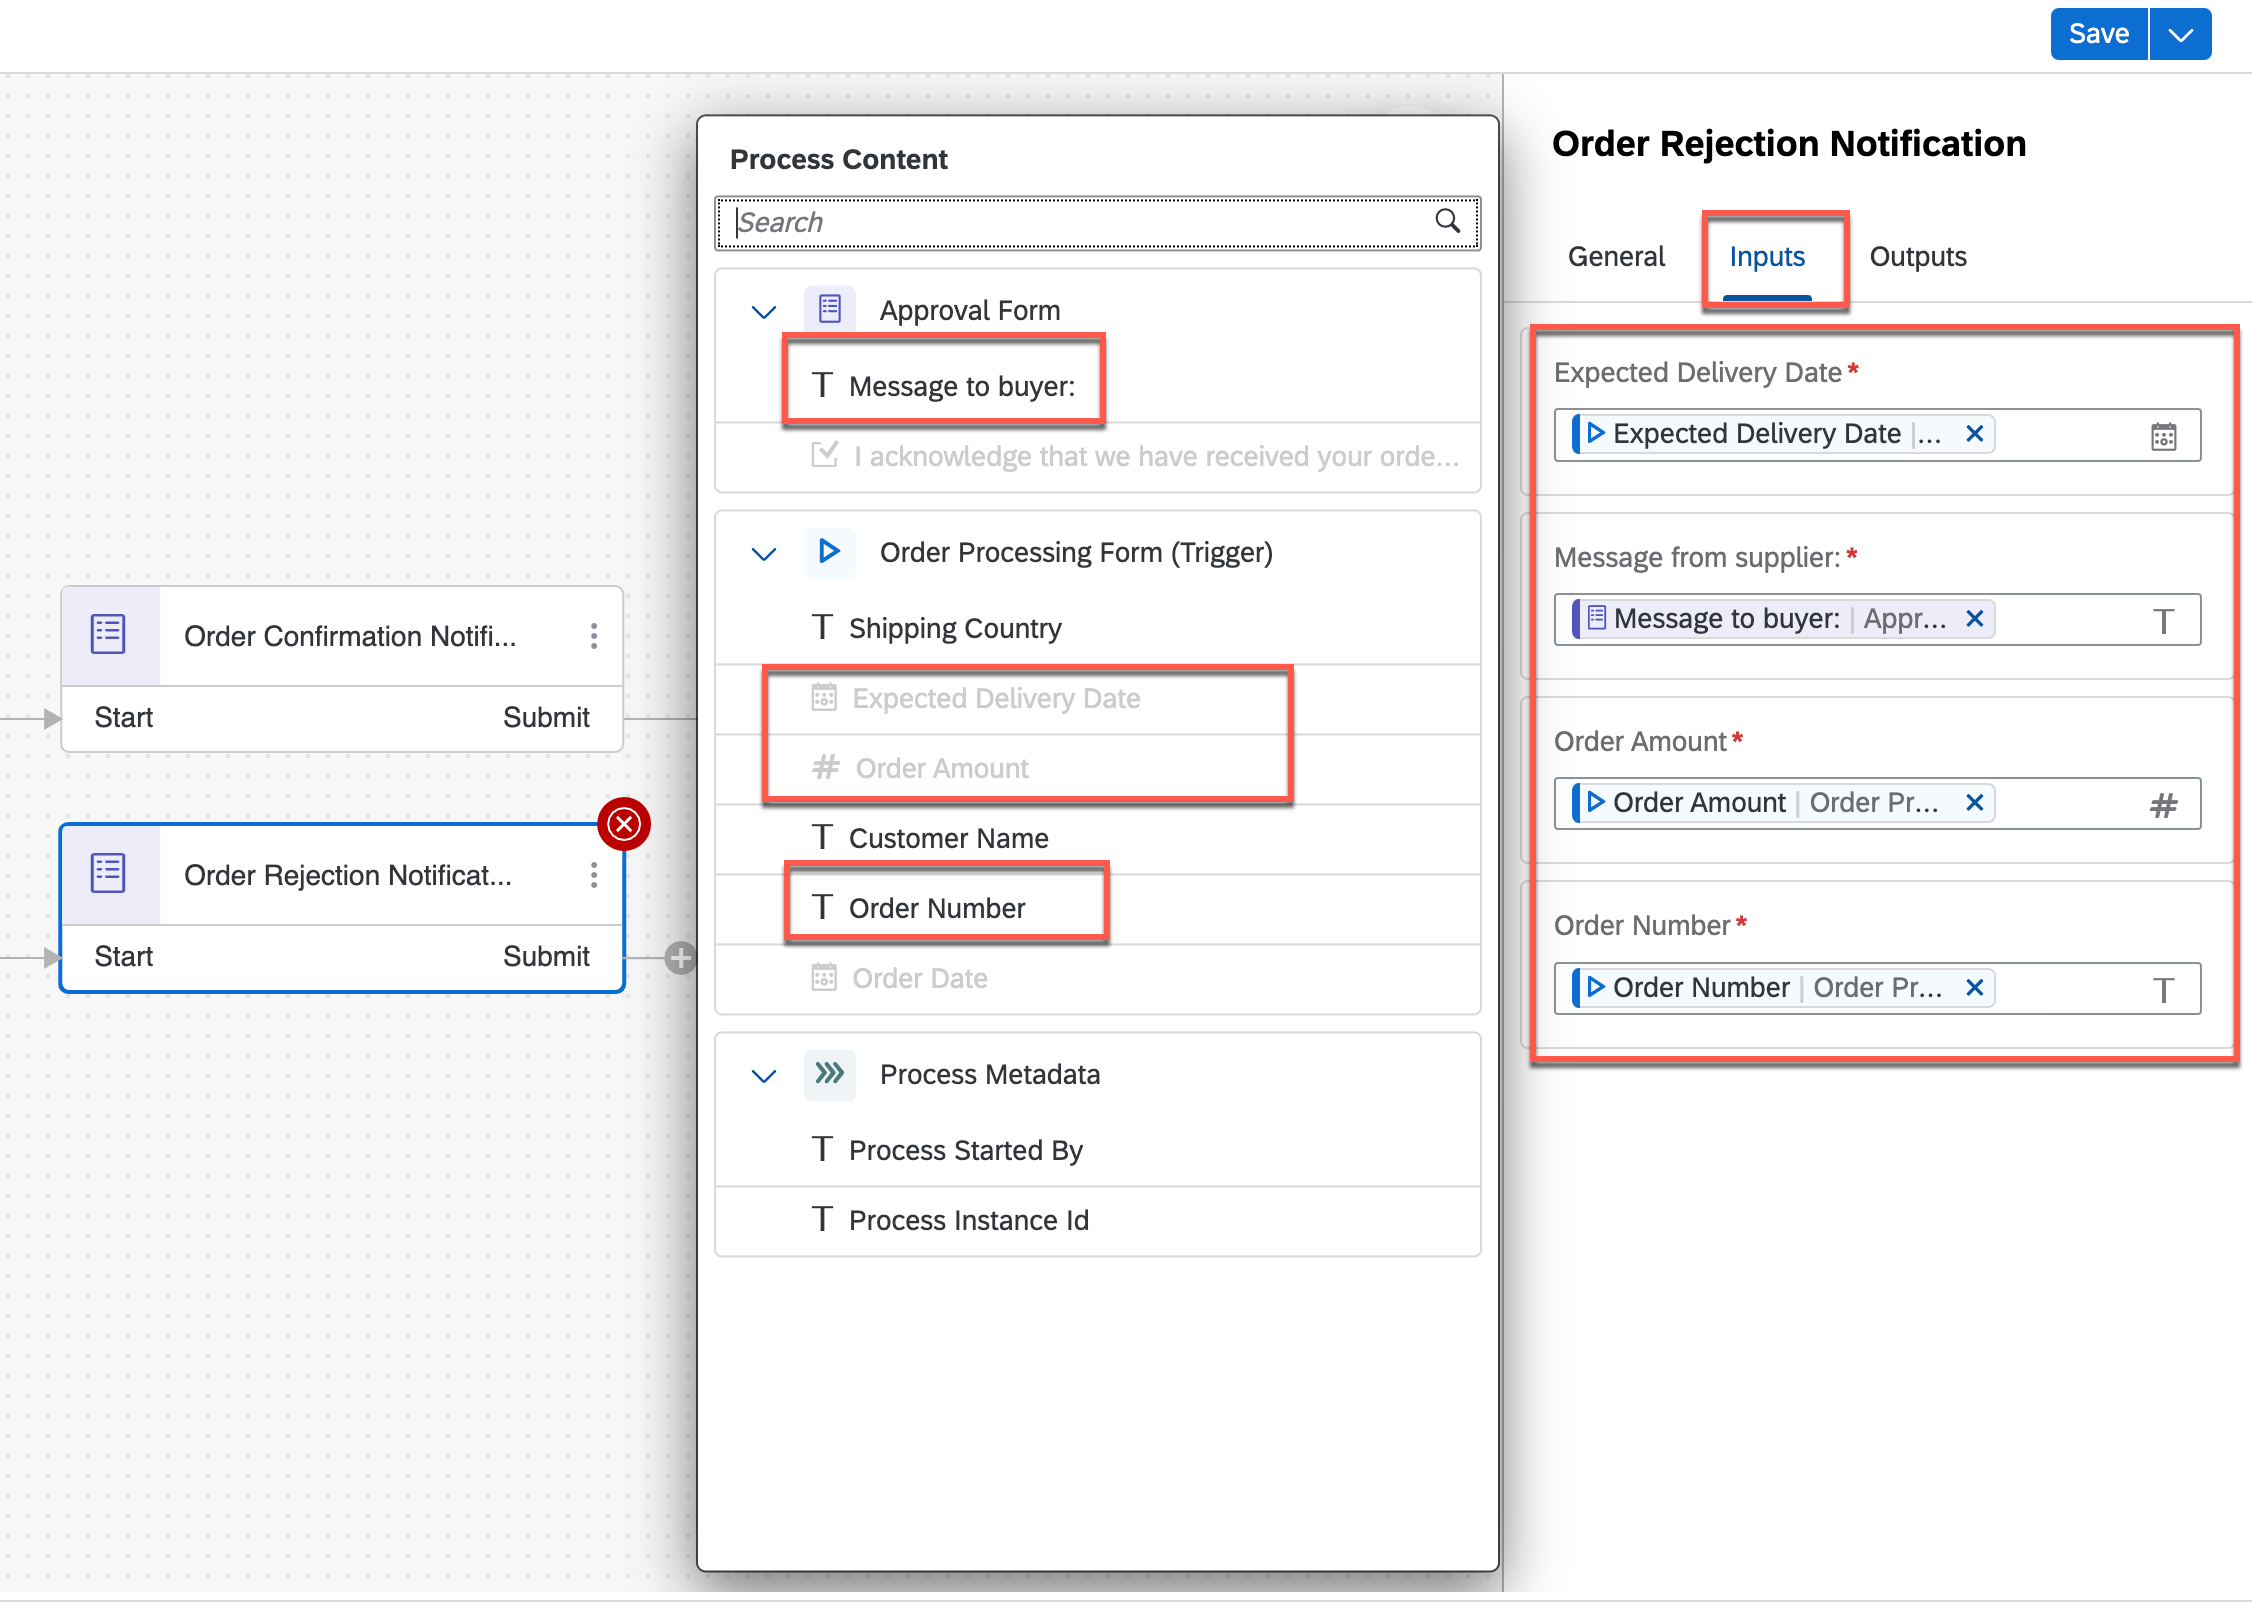 Save
Order Confirmation Notifi...
Start
Submit
Order Rejection Notificat...
Start
Submit
Process Content
Search
Approval Form
T Message to buyer:
I acknowledge that we have received your orde...
Order Processing Form (Trigger)
T Shipping Country
Expected Delivery Date
# Order Amount
T Customer Name
T Order Number
Order Date
Process Metadata
T Process Started By
T Process Instance Id
Order Rejection Notification
General
Inputs
Outputs
Expected Delivery Date*
Expected Delivery Date |...
Message from supplier:*
Message to buyer: | Appr... T
Order Amount*
Order Amount | Order Pr... #
Order Number*
Order Number | Order Pr... T